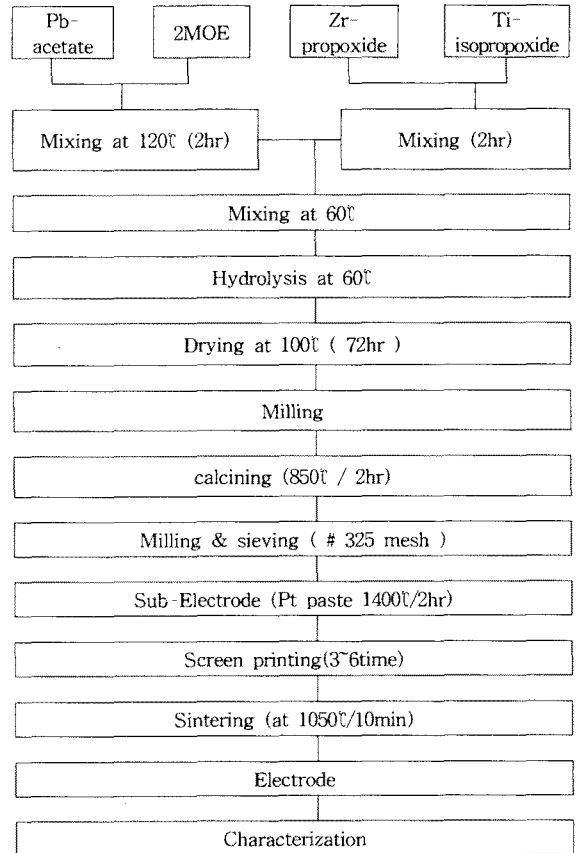 Pb-
acetate
2MOE
Zr-
propoxide
Ti-
isopropoxide
Mixing at 120℃ (2hr)
Mixing (2hr)
Mixing at 60℃
Hydrolysis at 60℃
Drying at 100℃ ( 72hr )
Milling
calcining (850℃ / 2hr)
Milling & sieving ( # 325 mesh )
Sub-Electrode (Pt paste 1400℃/2hr)
Screen printing(3~6time)
Sintering (at 1050℃/10min)
Electrode
Characterization